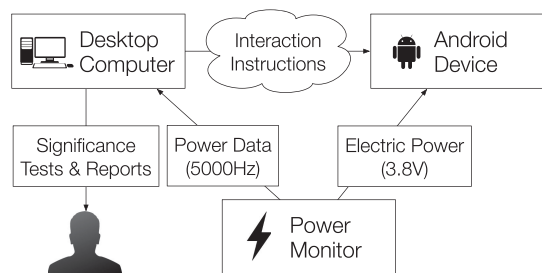 Desktop
Computer
Interaction
Instructions
Android
Device
Significance
Tests & Reports
Power Data
(5000Hz)
Electric Power
(3.8V)
Power
Monitor